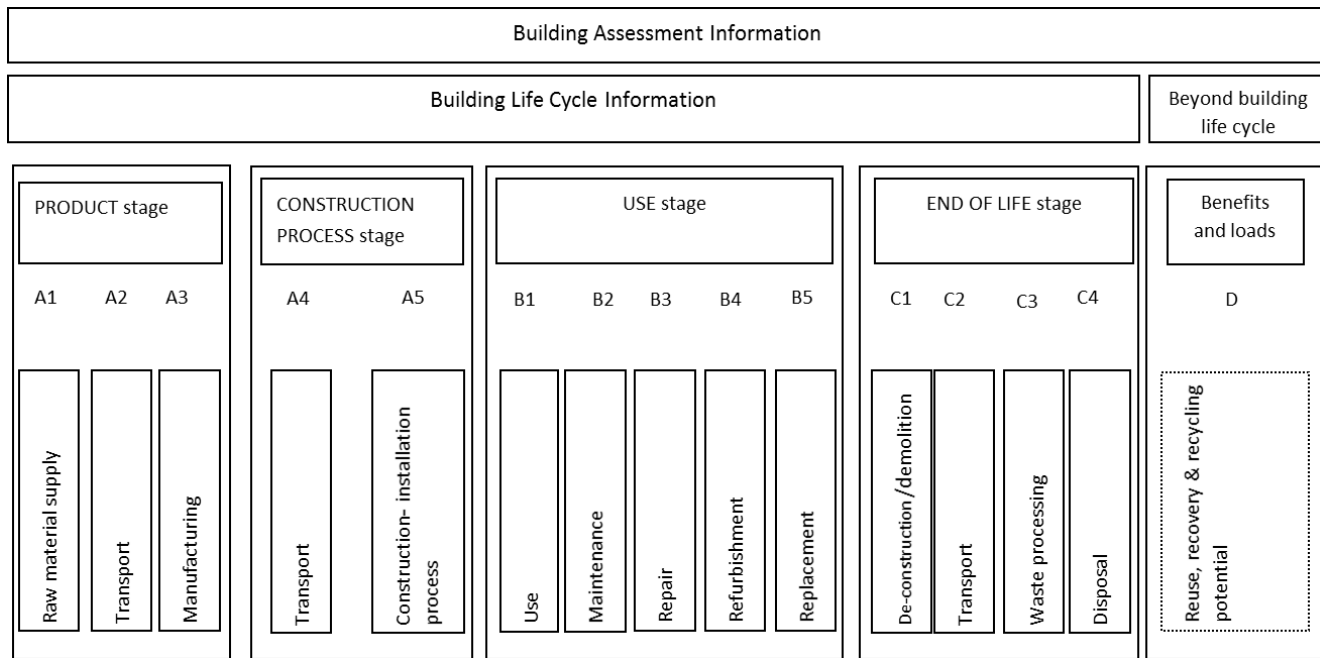 Building Assessment Information
Building Life Cycle Information
Beyond building
life cycle
PRODUCT stage
CONSTRUCTION
PROCESS stage
USE stage
END OF LIFE stage
Benefits
and loads
A1
A2
A3
A4
A5
B1
B2
B3
B4
B5
C1
C2
C3
C4
D
Raw material supply
Transport
Manufacturing
Transport
Construction- installation
process
Use
Maintenance
Repair
Refurbishment
Replacement
De-construction/demolition
Transport
Waste processing
Disposal
Reuse, recovery & recycling
potential